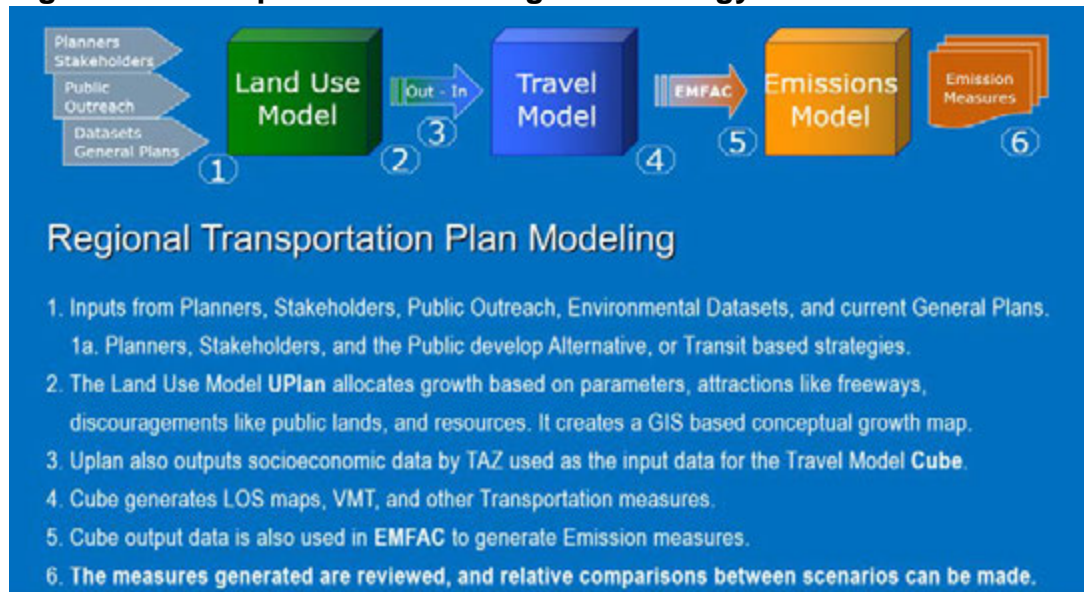 Planners
Stakeholders
Public
Outreach
Datasets
General Plans
1
Land Use
Model
2
Out - In
3
Travel
Model
4
EMFAC
5
Emissions
Model
Emission
Measures
6
Regional Transportation Plan Modeling
1. Inputs from Planners, Stakeholders, Public Outreach, Environmental Datasets, and current General Plans.
1a. Planners, Stakeholders, and the Public develop Alternative, or Transit based strategies.
2. The Land Use Model UPlan allocates growth based on parameters, attractions like freeways,
discouragements like public lands, and resources. It creates a GIS based conceptual growth map.
3. Uplan also outputs socioeconomic data by TAZ used as the input data for the Travel Model Cube.
4. Cube generates LOS maps, VMT, and other Transportation measures.
5. Cube output data is also used in EMFAC to generate Emission measures.
6. The measures generated are reviewed, and relative comparisons between scenarios can be made.